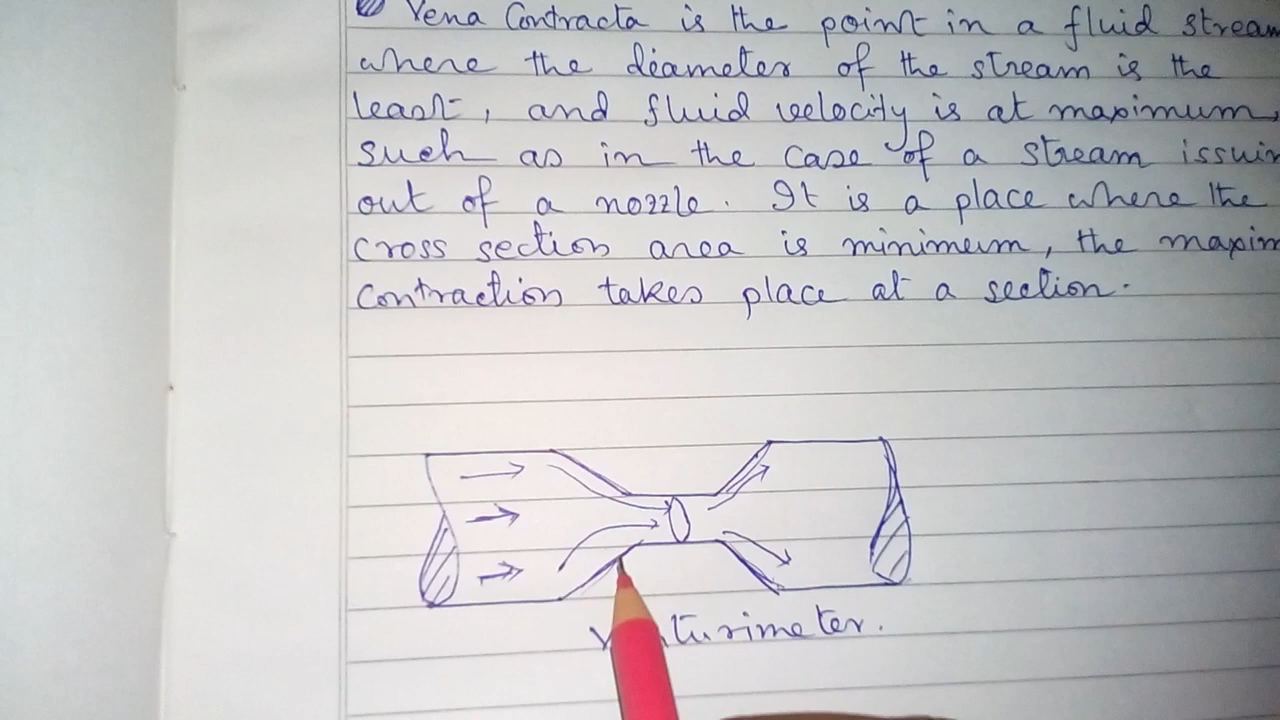 Vena Contracta is the point in a fluid stream
where the diameter of the stream is the
least, and fluid velocity is at maximum,
such as in the case of a stream issuin
out of a nozzle. It is a place where the
cross section area is minimum, the maxim
contraction takes place at a section.
turimeter.